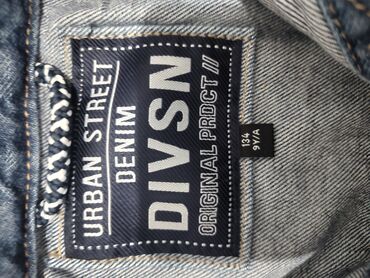 URBAN STREET
DENIM
DIVSN
ORIGINAL PRDCT //
134
9Y/A